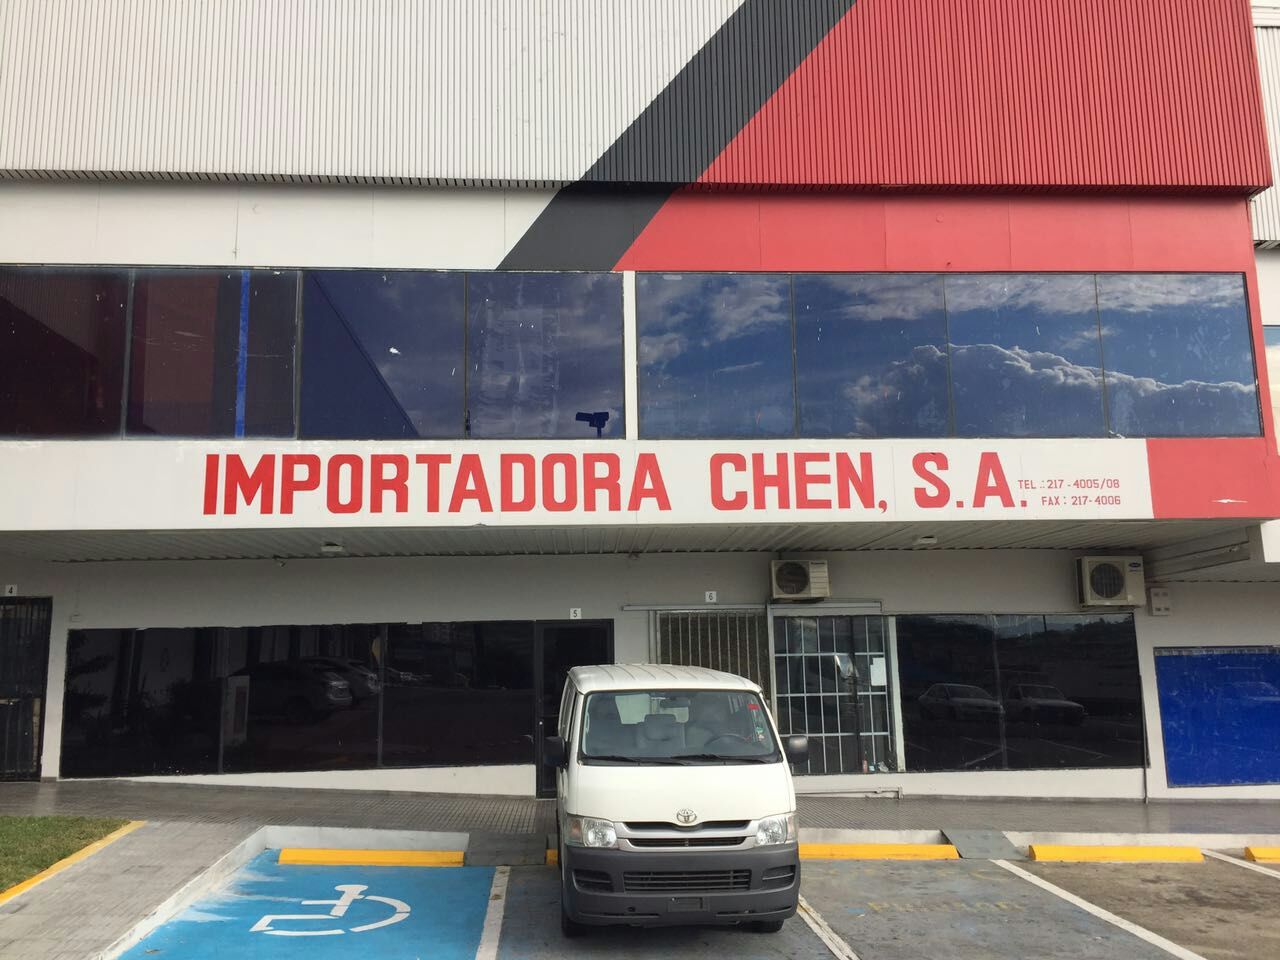 IMPORTADORA CHEN, S.A.
TEL.: 217-4005/08
FAX: 217-4006
4
5
6